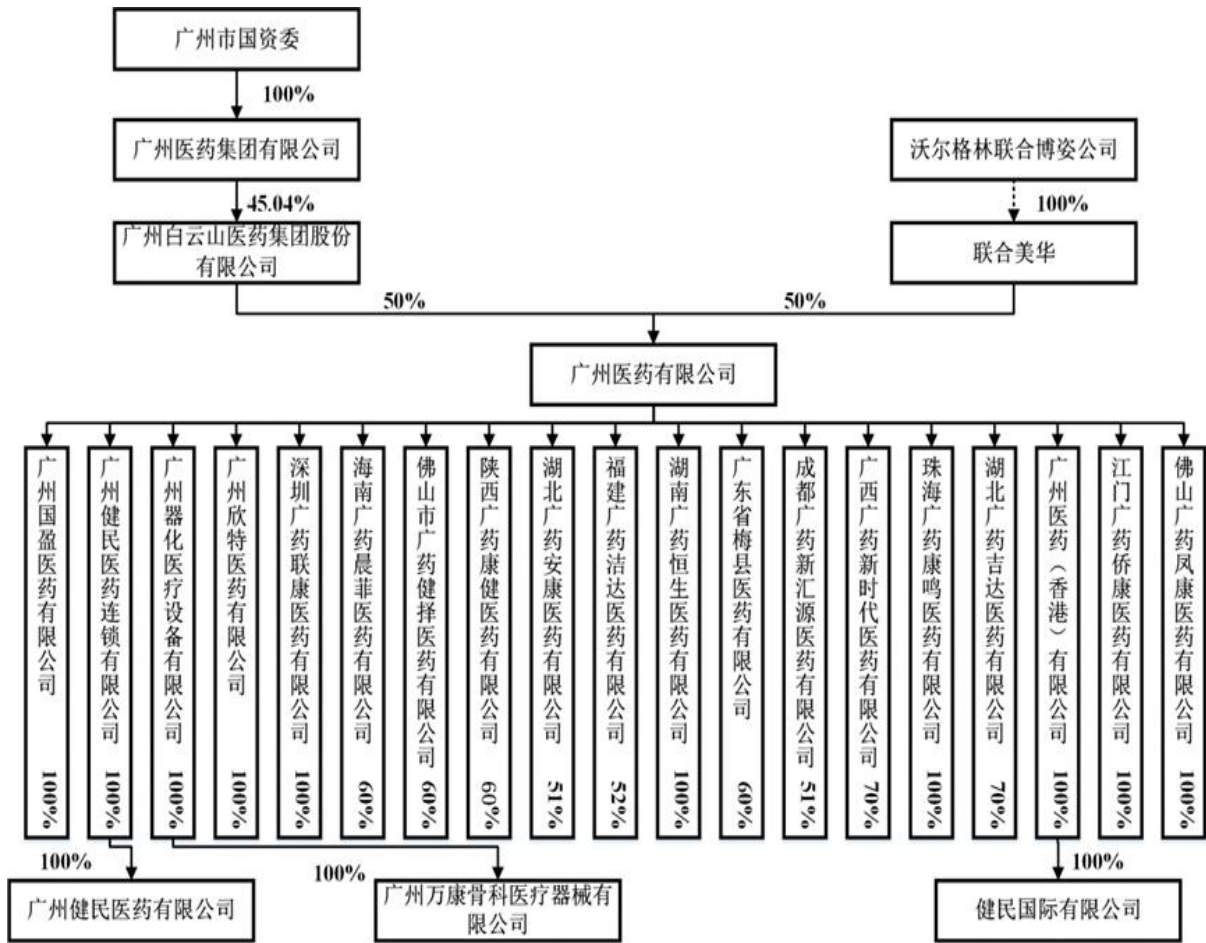 广州市国资委
100%
广州医药集团有限公司
沃尔格林联合博姿公司
45.04%
100%
广州白云山医药集团股份
有限公司
联合美华
50%
50%
广州医药有限公司
广州国盈医药有限公司 100%
广州健民医药连锁有限公司 100%
广州器化医疗设备有限公司 100%
广州欣特医药有限公司 100%
深圳广药联康医药有限公司 100%
海南广药晨菲医药有限公司 60%
佛山市广药健择医药有限公司 60%
陕西广药康健医药有限公司 60%
湖北广药安康医药有限公司 51%
福建广药洁达医药有限公司 52%
湖南广药恒生医药有限公司 100%
广东省梅县医药有限公司 60%
成都广药新汇源医药有限公司 51%
广西广药新时代医药有限公司 70%
珠海广药康鸣医药有限公司 100%
湖北广药吉达医药有限公司 70%
广州医药（香港）有限公司 100%
江门广药侨康医药有限公司 100%
佛山广药凤康医药有限公司 100%
100%
100%
100%
广州健民医药有限公司
广州万康骨科医疗器械有
限公司
健民国际有限公司